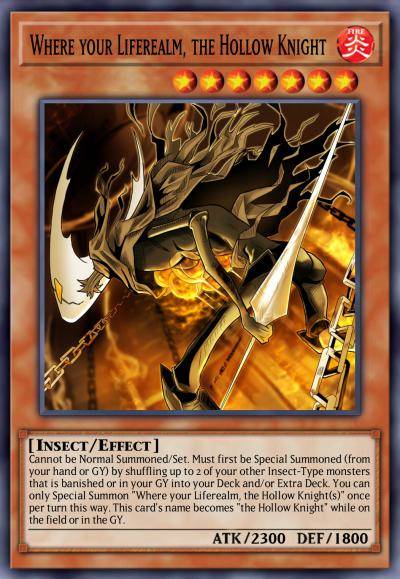 Where your Liferealm, the Hollow Knight
FIRE
炎
[Insect/Effect]
Cannot be Normal Summoned/Set. Must first be Special Summoned (from
your hand or GY) by shuffling up to 2 of your other Insect-Type monsters
that is banished or in your GY into your Deck and/or Extra Deck. You can
only Special Summon "Where your Liferealm, the Hollow Knight(s)" once
per turn this way. This card's name becomes "the Hollow Knight" while on
the field or in the GY.
ATK/2300 DEF/1800